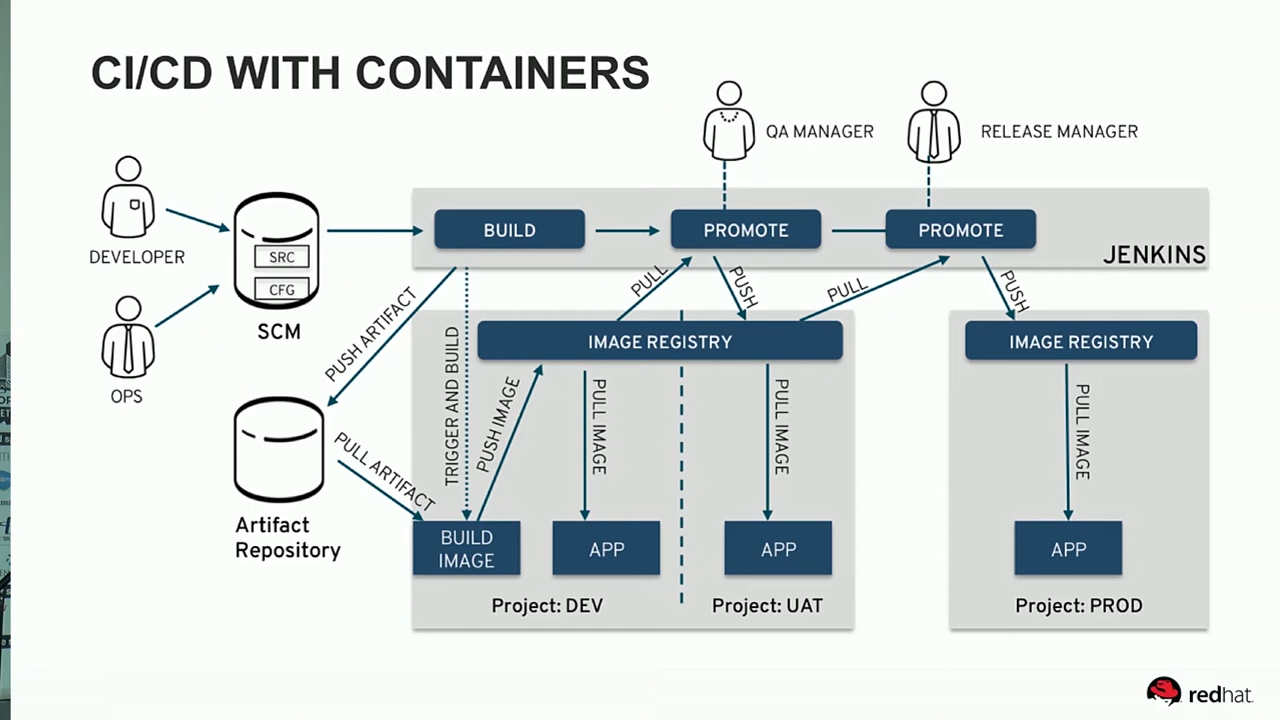 CI/CD WITH CONTAINERS
QA MANAGER
RELEASE MANAGER
DEVELOPER
OPS
SRC
CFG
SCM
BUILD
PROMOTE
PROMOTE
JENKINS
PUSH ARTIFACT
PULL
PUSH
PULL
PUSH
TRIGGER AND BUILD
PUSH IMAGE
IMAGE REGISTRY
IMAGE REGISTRY
PULL IMAGE
PULL IMAGE
PULL IMAGE
PULL ARTIFACT
Artifact
Repository
BUILD
IMAGE
APP
APP
APP
Project: DEV
Project: UAT
Project: PROD
redhat.